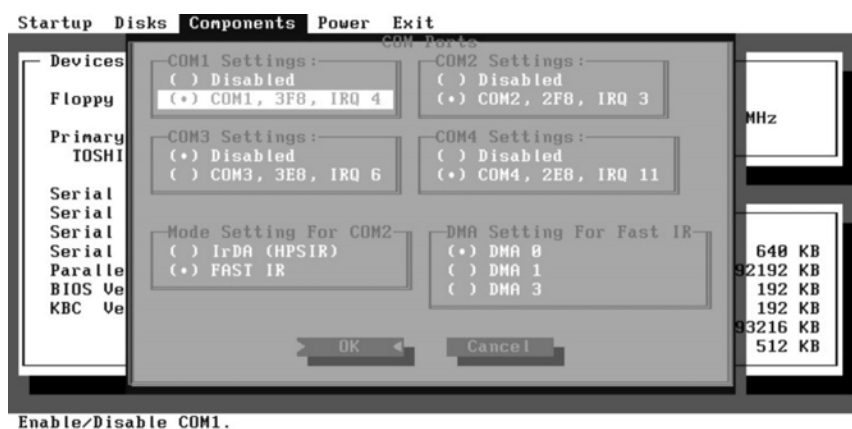 Startup Disks Components Power Exit
COM Ports
Devices
Floppy
Primary
TOSHI
Serial
Serial
Serial
Serial
Paralle
BIOS Ve
KBC Ve
COM1 Settings:
( ) Disabled
(•) COM1, 3F8, IRQ 4
COM2 Settings:
( ) Disabled
(•) COM2, 2F8, IRQ 3
COM3 Settings:
(•) Disabled
( ) COM3, 3E8, IRQ 6
COM4 Settings:
( ) Disabled
(•) COM4, 2E8, IRQ 11
Mode Setting For COM2
( ) IrDA (HPSIR)
(•) FAST IR
DMA Setting For Fast IR
(•) DMA 0
( ) DMA 1
( ) DMA 3
OK
Cancel
MHz
640 KB
92192 KB
192 KB
192 KB
93216 KB
512 KB
Enable/Disable COM1.